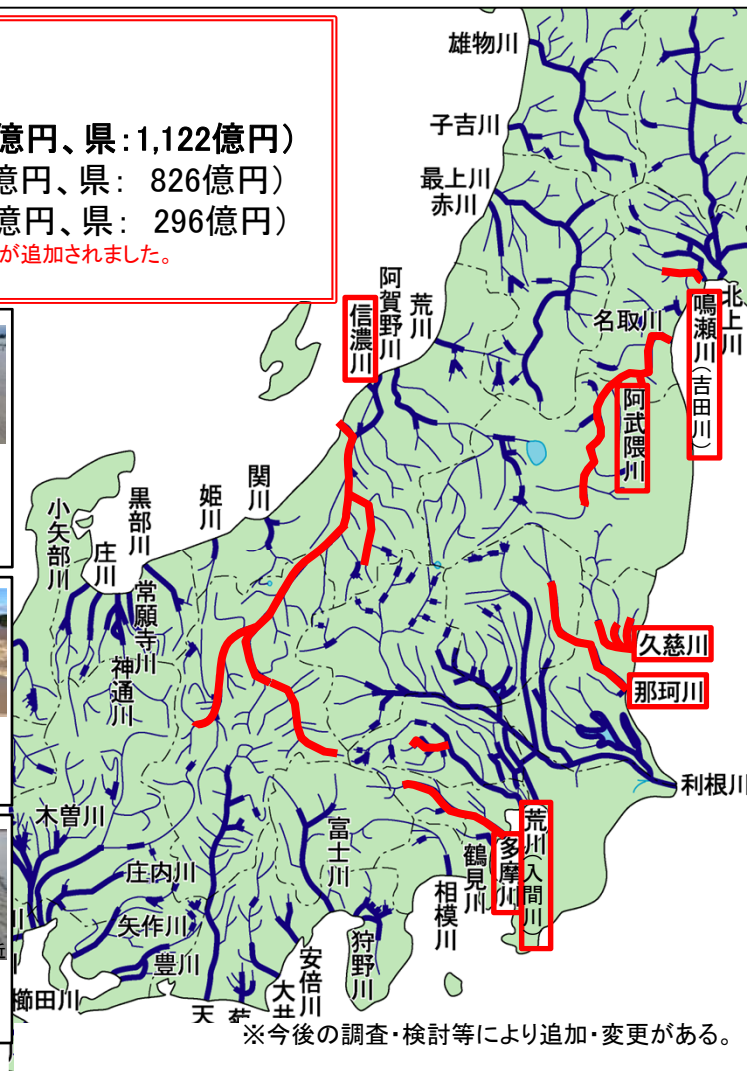 億円、県：1,122億円）
億円、県： 826億円）
億円、県： 296億円）
が追加されました。
雄物川
子吉川
最上川
赤川
阿賀野川
荒川
信濃川
名取川
鳴瀬川（吉田川）
北上川
阿武隈川
関川
姫川
黒部川
小矢部川
庄川
常願寺川
神通川
久慈川
那珂川
利根川
荒川（入間川）
多摩川
鶴見川
相模川
富士川
狩野川
安倍川
木曽川
庄内川
矢作川
豊川
櫛田川
天
川
※今後の調査・検討等により追加・変更がある。